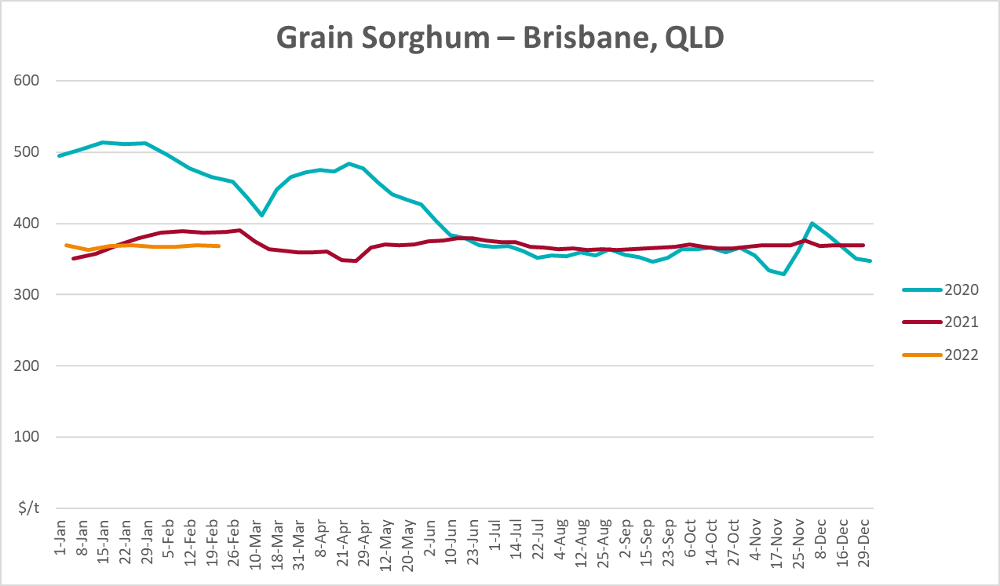 Grain Sorghum – Brisbane, QLD
600
500
400
300
200
100
$/t
1-Jan
8-Jan
15-Jan
22-Jan
29-Jan
5-Feb
12-Feb
19-Feb
26-Feb
10-Mar
18-Mar
31-Mar
8-Apr
21-Apr
29-Apr
12-May
20-May
2-Jun
10-Jun
23-Jun
1-Jul
14-Jul
22-Jul
4-Aug
12-Aug
25-Aug
2-Sep
15-Sep
23-Sep
6-Oct
14-Oct
27-Oct
4-Nov
17-Nov
25-Nov
8-Dec
16-Dec
29-Dec
2020
2021
2022